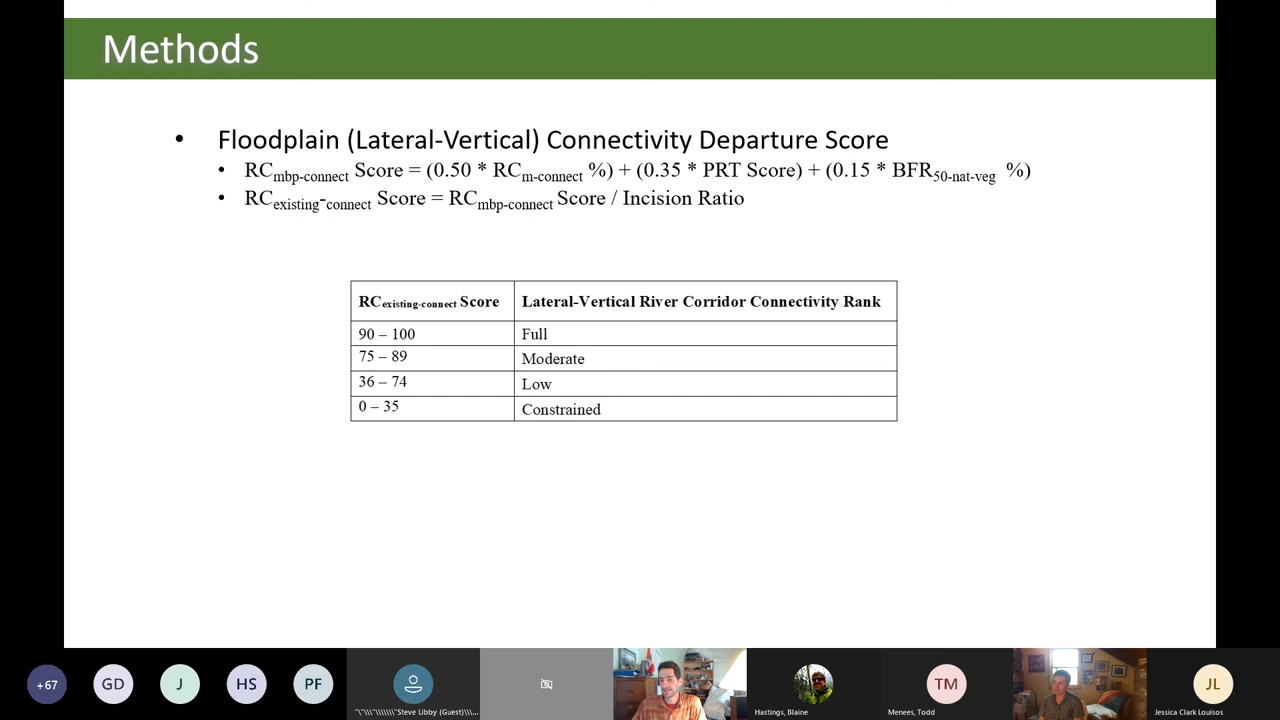 Methods
• Floodplain (Lateral-Vertical) Connectivity Departure Score
• RCmbp-connect Score = (0.50 * RCm-connect %) + (0.35 * PRT Score) + (0.15 * BFR50-nat-veg %)
• RCexisting-connect Score = RCmbp-connect Score / Incision Ratio
RCexisting-connect Score Lateral-Vertical River Corridor Connectivity Rank
90 – 100 Full
75 – 89 Moderate
36 – 74 Low
0 – 35 Constrained
+67 GD J HS PF TM JL
"\"\\\"\\\\\\\"Steve Libby (Guest)\\\... Hastings, Blaine Menees, Todd Jessica Clark Louisos